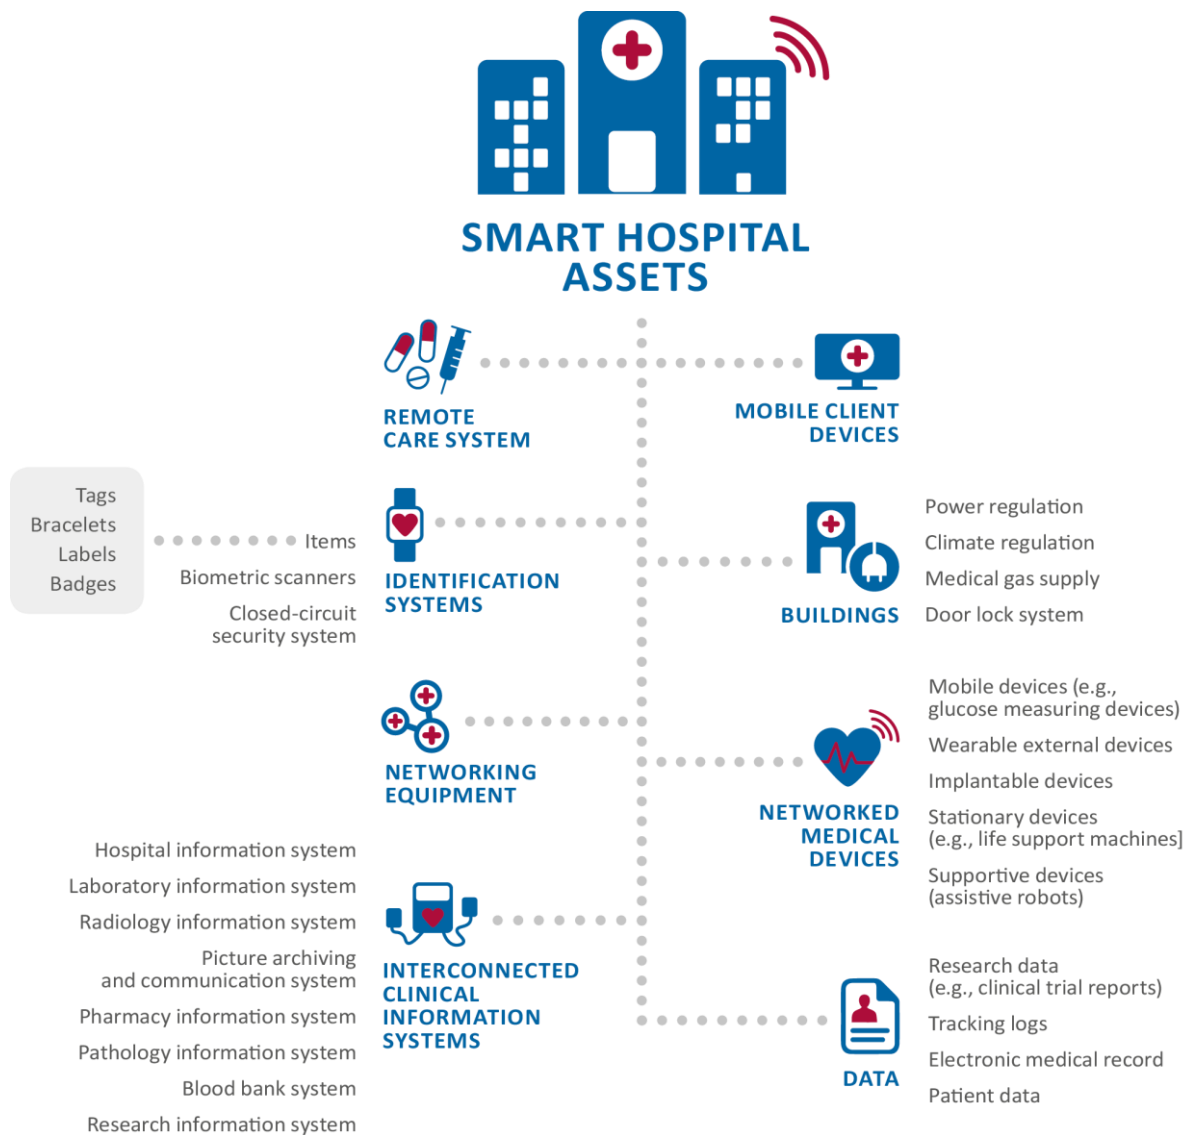 SMART HOSPITAL
ASSETS
REMOTE
CARE SYSTEM
MOBILE CLIENT
DEVICES
Tags
Bracelets
Labels
Badges
Items
Biometric scanners
Closed-circuit
security system
IDENTIFICATION
SYSTEMS
BUILDINGS
Power regulation
Climate regulation
Medical gas supply
Door lock system
NETWORKING
EQUIPMENT
NETWORKED
MEDICAL
DEVICES
Mobile devices (e.g.,
glucose measuring devices)
Wearable external devices
Implantable devices
Stationary devices
(e.g., life support machines]
Supportive devices
(assistive robots)
Hospital information system
Laboratory information system
Radiology information system
Picture archiving
and communication system
Pharmacy information system
Pathology information system
Blood bank system
Research information system
INTERCONNECTED
CLINICAL
INFORMATION
SYSTEMS
DATA
Research data
(e.g., clinical trial reports)
Tracking logs
Electronic medical record
Patient data